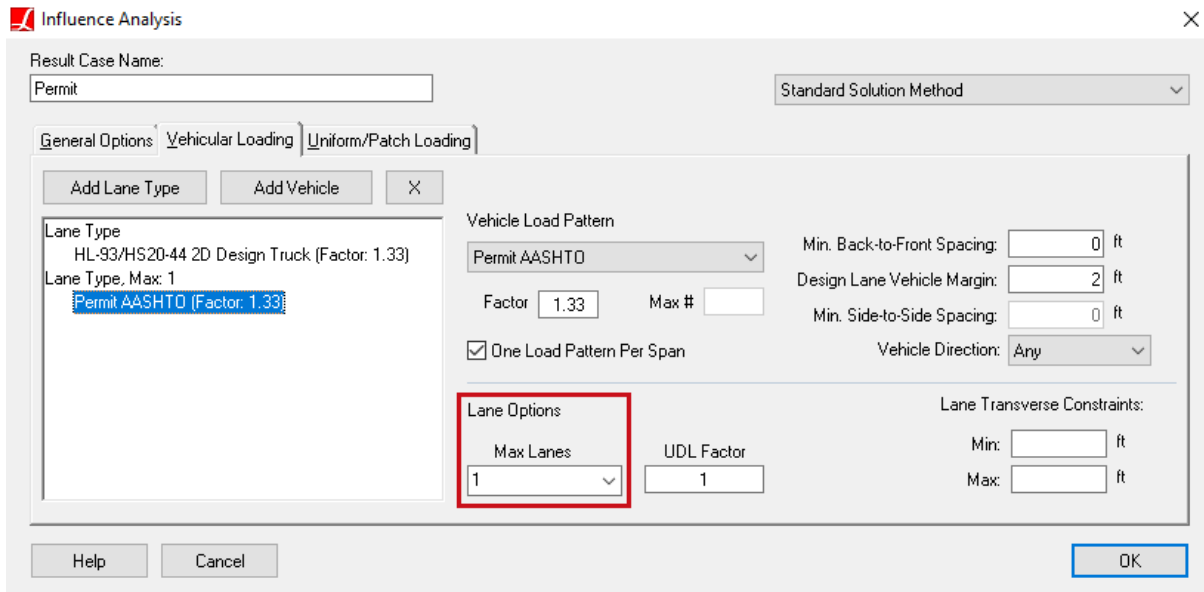 Influence Analysis
Result Case Name:
Permit
Standard Solution Method
General Options Vehicular Loading Uniform/Patch Loading
Add Lane Type Add Vehicle X
Lane Type
HL-93/HS20-44 2D Design Truck (Factor: 1.33)
Lane Type, Max: 1
Permit AASHTO (Factor: 1.33)
Vehicle Load Pattern
Permit AASHTO
Factor 1.33 Max #
One Load Pattern Per Span
Min. Back-to-Front Spacing: 0 ft
Design Lane Vehicle Margin: 2 ft
Min. Side-to-Side Spacing: 0 ft
Vehicle Direction: Any
Lane Options
Max Lanes UDL Factor
1 1
Lane Transverse Constraints:
Min: ft
Max: ft
Help Cancel OK